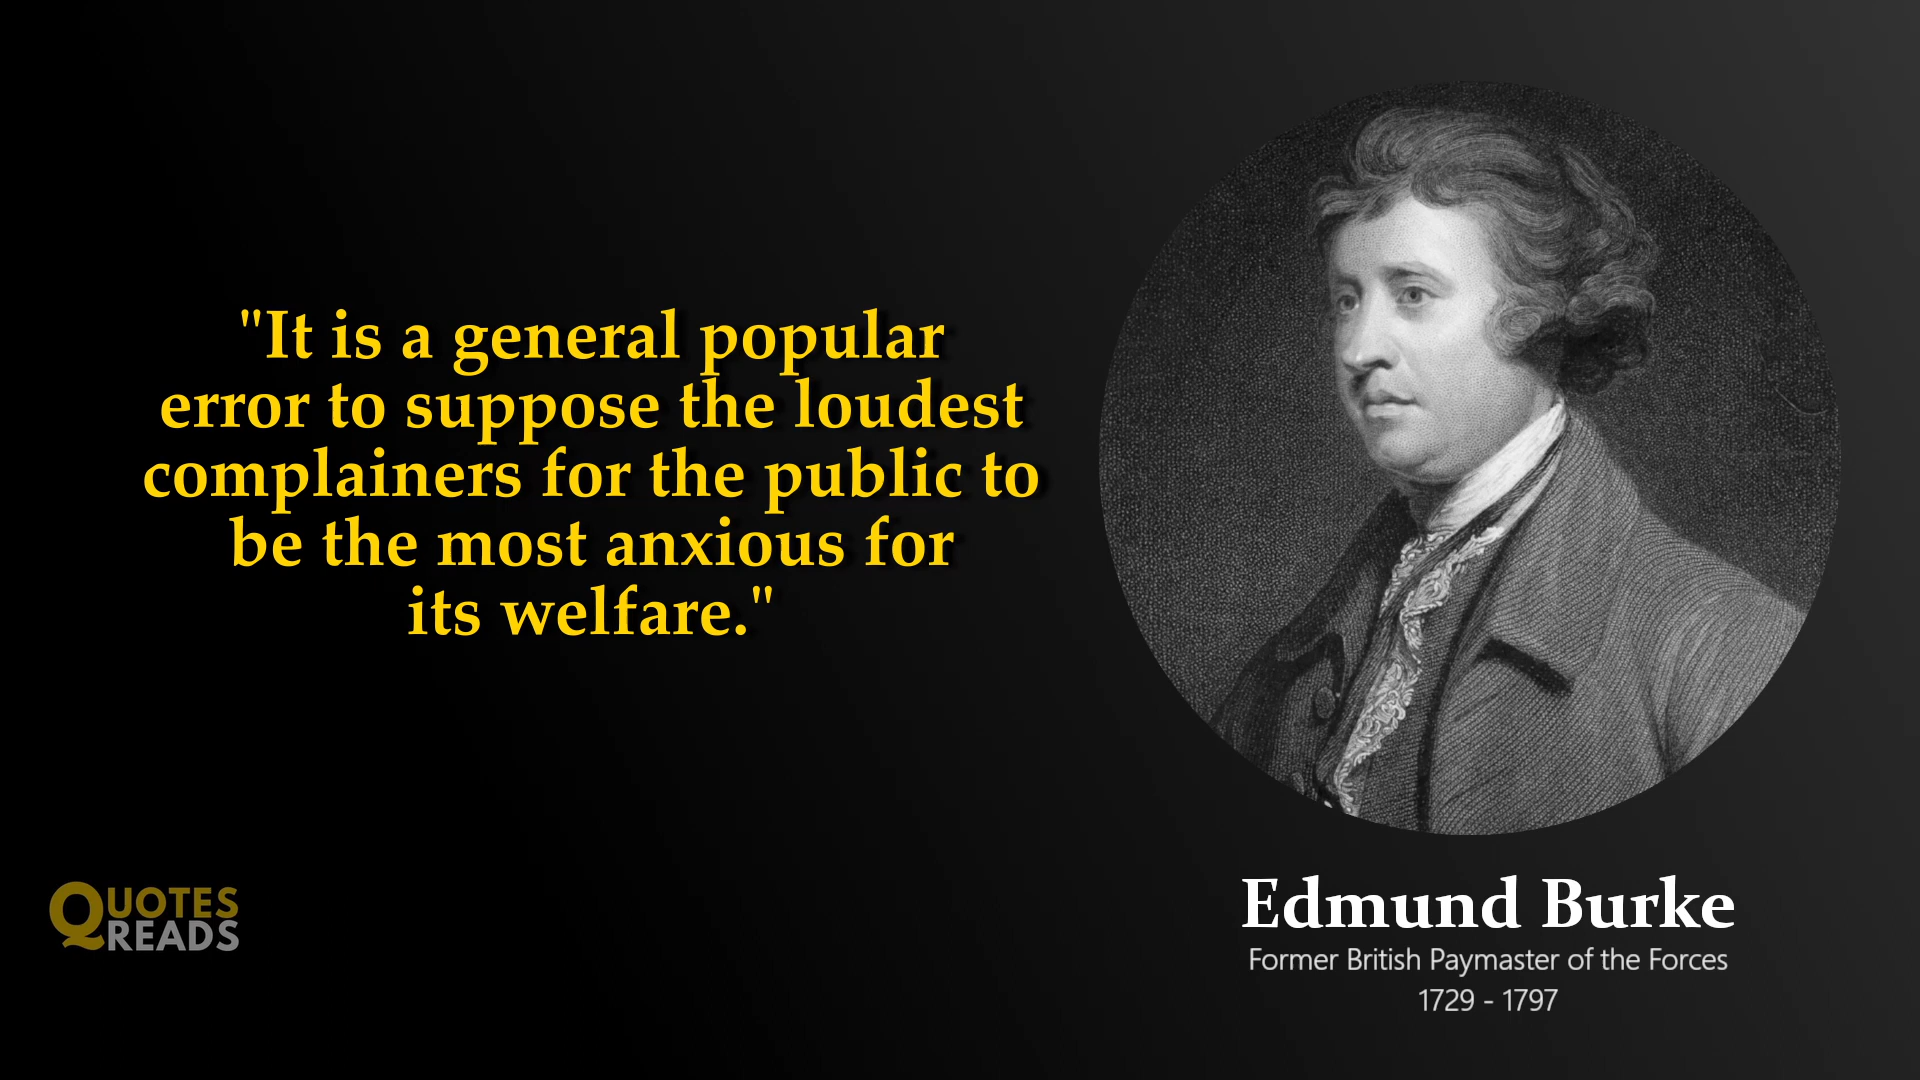 "It is a general popular
error to suppose the loudest
complainers for the public to
be the most anxious for
its welfare."
Edmund Burke
Former British Paymaster of the Forces
1729 - 1797
QUOTES
READS